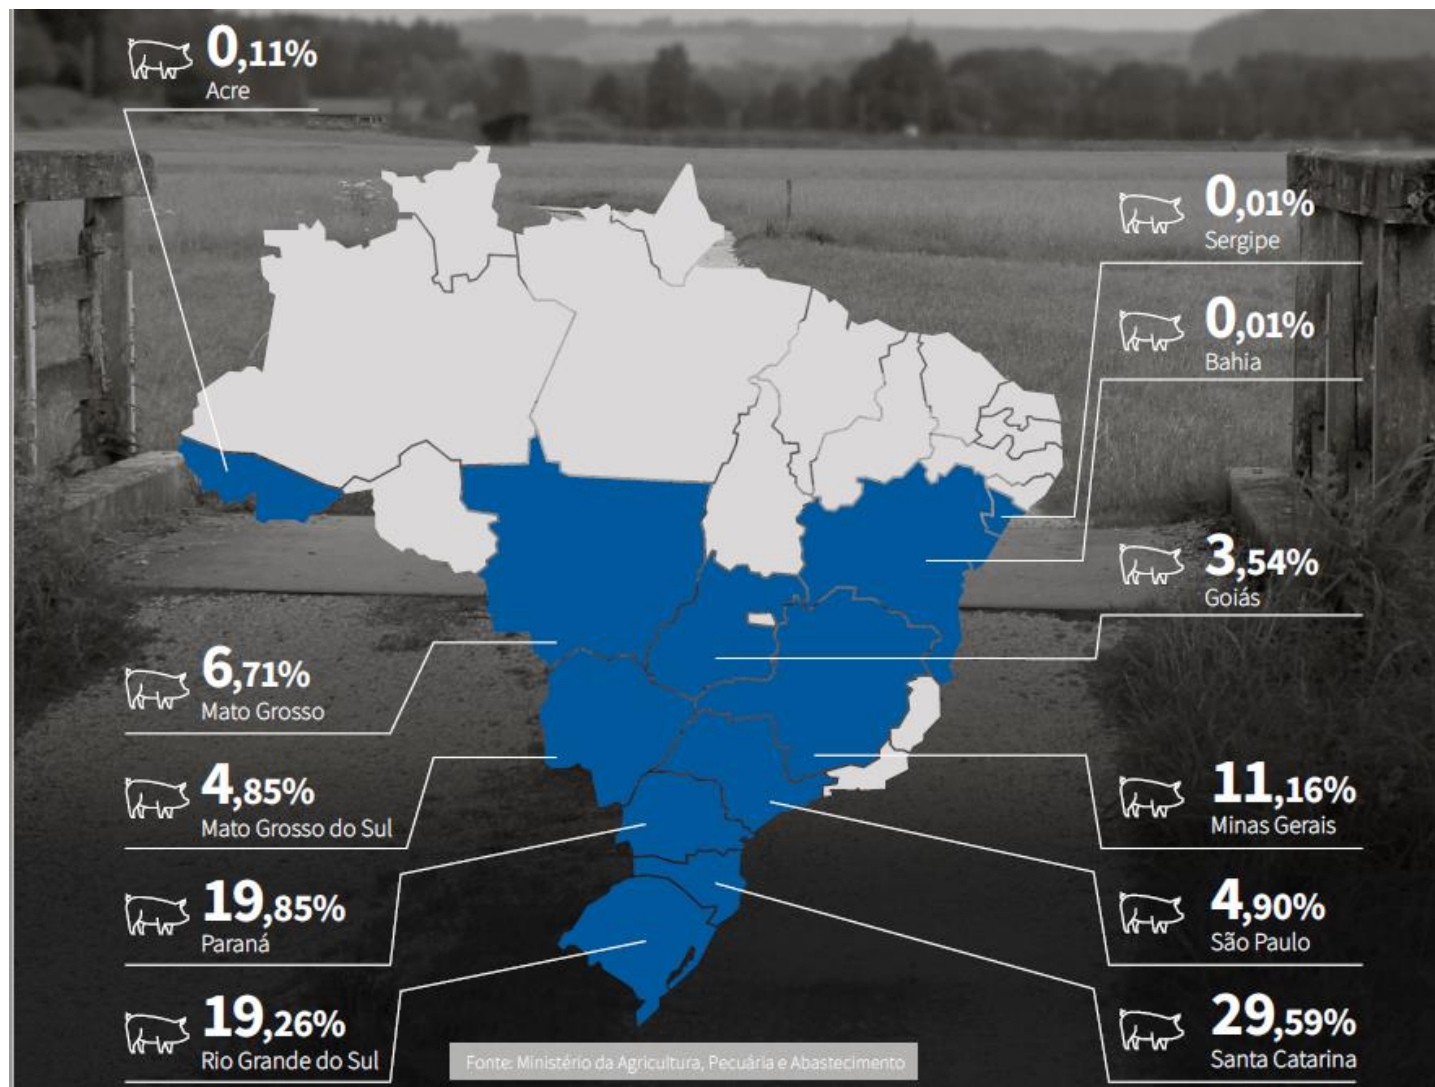 0,11%
Acre
0,01%
Sergipe
0,01%
Bahia
3,54%
Goiás
6,71%
Mato Grosso
4,85%
Mato Grosso do Sul
19,85%
Paraná
19,26%
Rio Grande do Sul
11,16%
Minas Gerais
4,90%
São Paulo
29,59%
Santa Catarina
Fonte: Ministério da Agricultura, Pecuária e Abastecimento